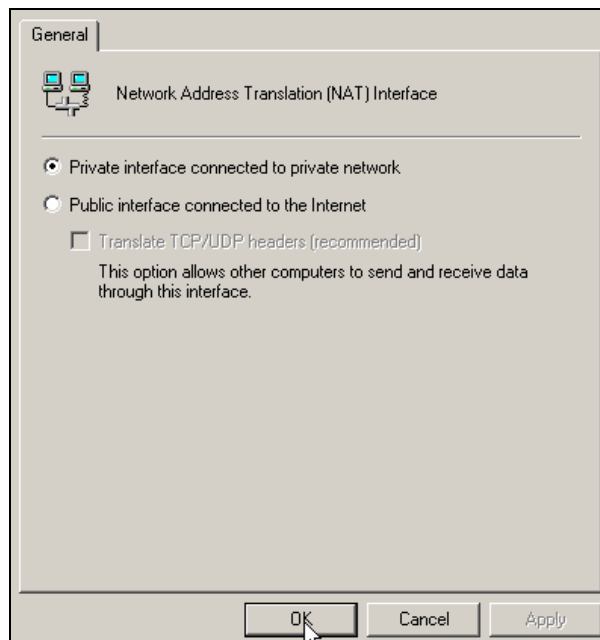 General
Network Address Translation (NAT) Interface
Private interface connected to private network
Public interface connected to the Internet
Translate TCP/UDP headers (recommended)
This option allows other computers to send and receive data
through this interface.
OK
Cancel
Apply